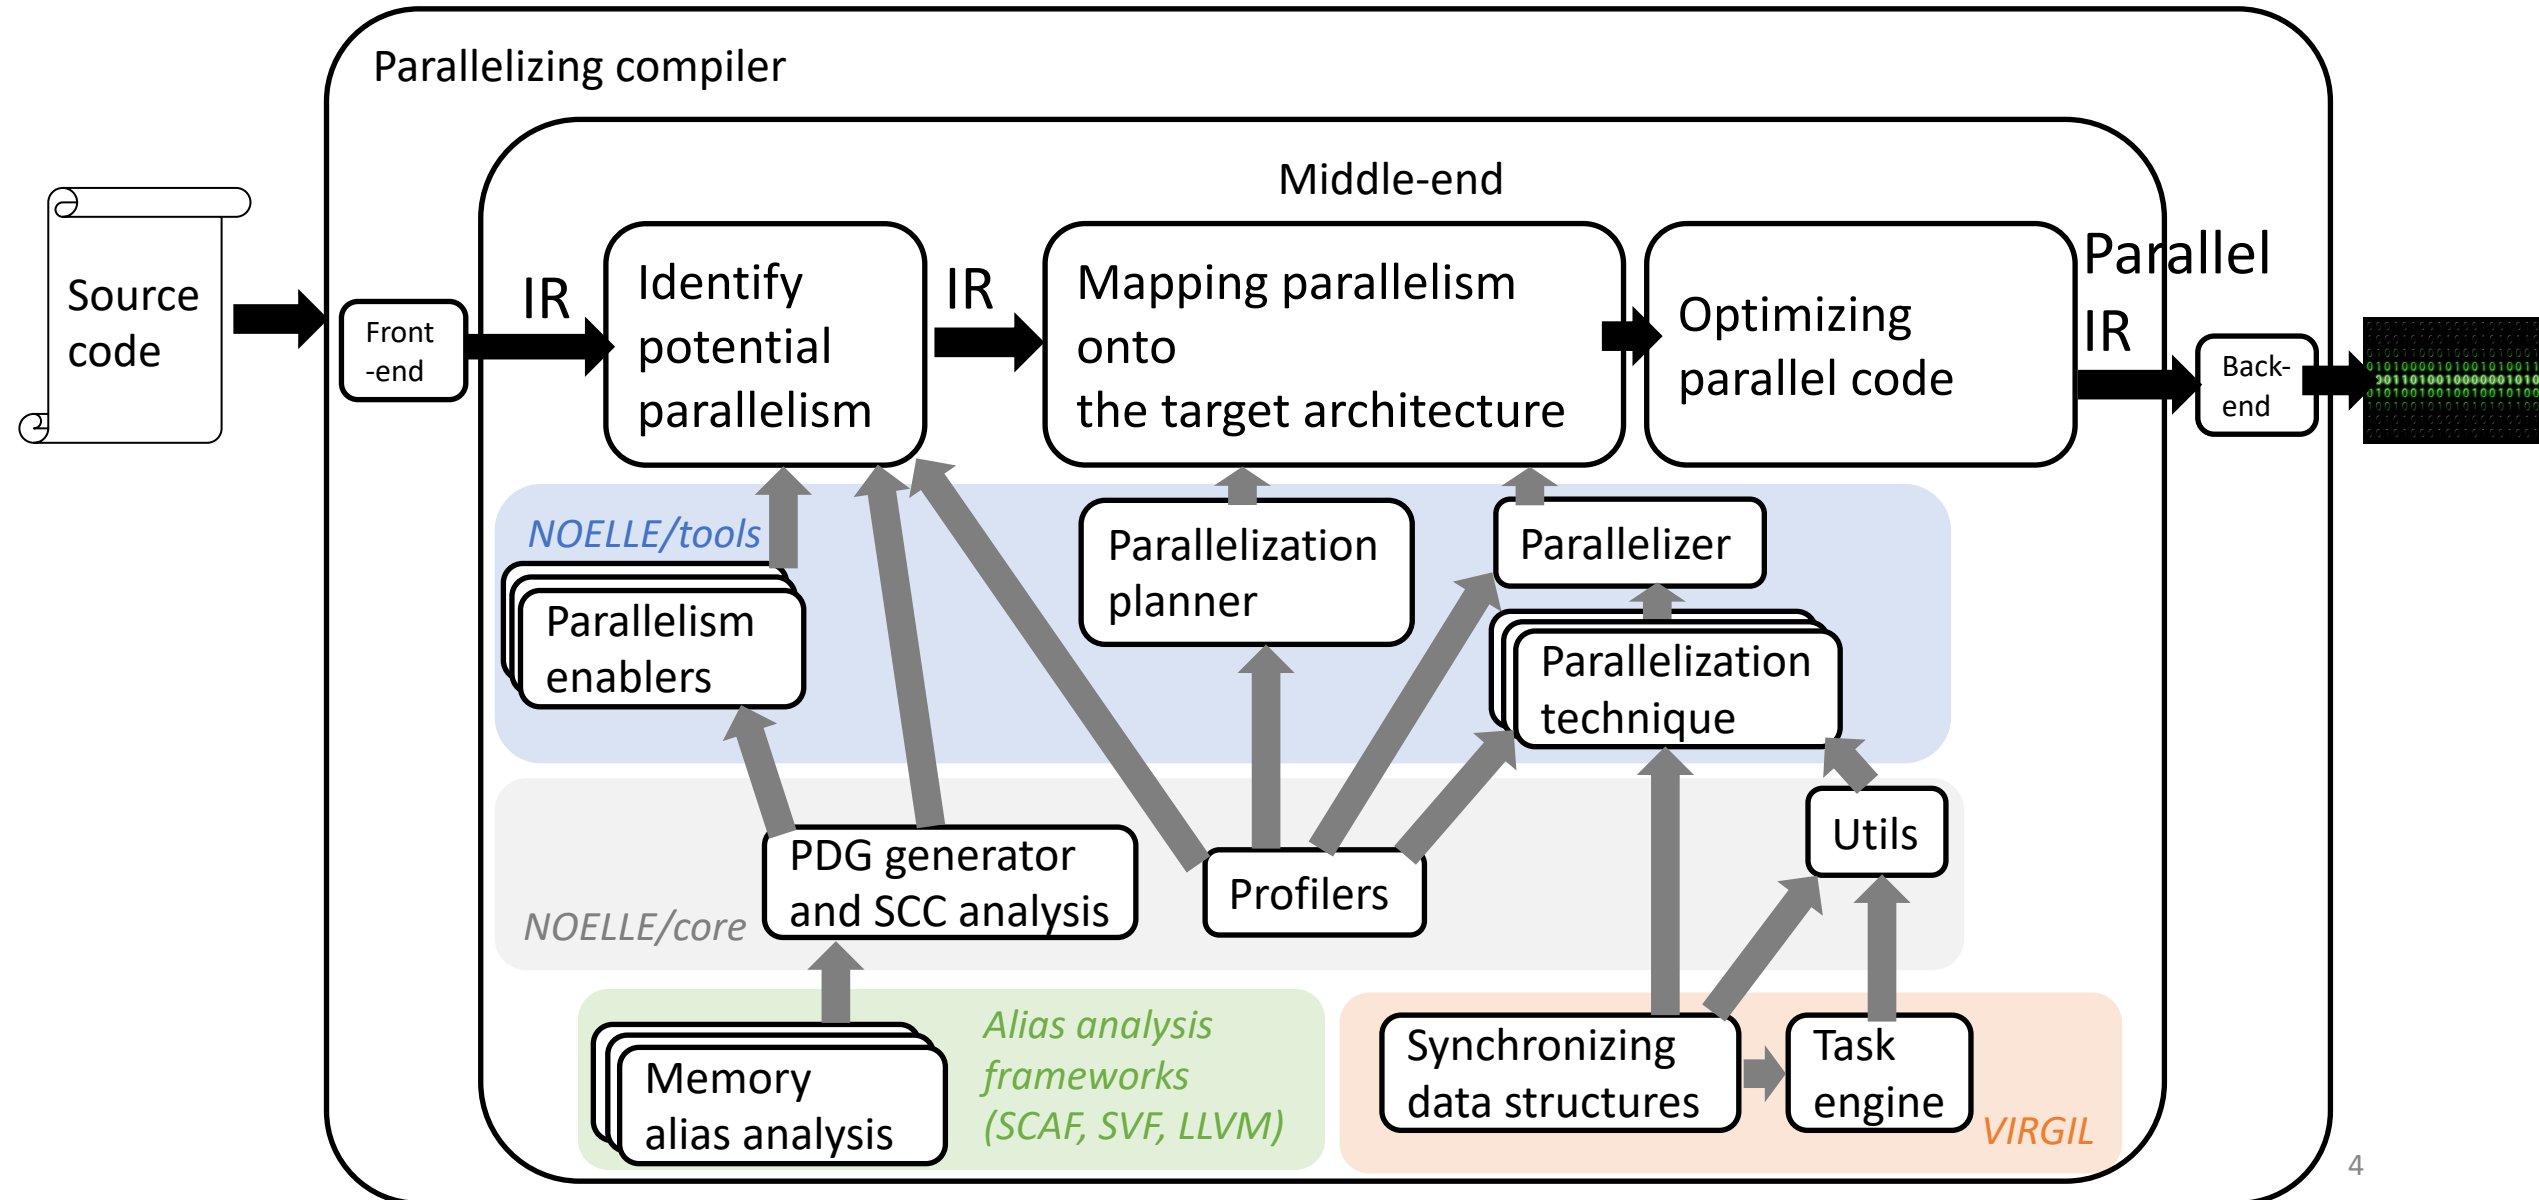 Parallelizing compiler
Middle-end
Source
code
Front
-end
IR
Identify
potential
parallelism
IR
Mapping parallelism
onto
the target architecture
Optimizing
parallel code
Parallel
IR
Back-
end
NOELLE/tools
Parallelism
enablers
Parallelization
planner
Parallelizer
Parallelization
technique
NOELLE/core
PDG generator
and SCC analysis
Profilers
Utils
Memory
alias analysis
Alias analysis
frameworks
(SCAF, SVF, LLVM)
Synchronizing
data structures
Task
engine
VIRGIL
4